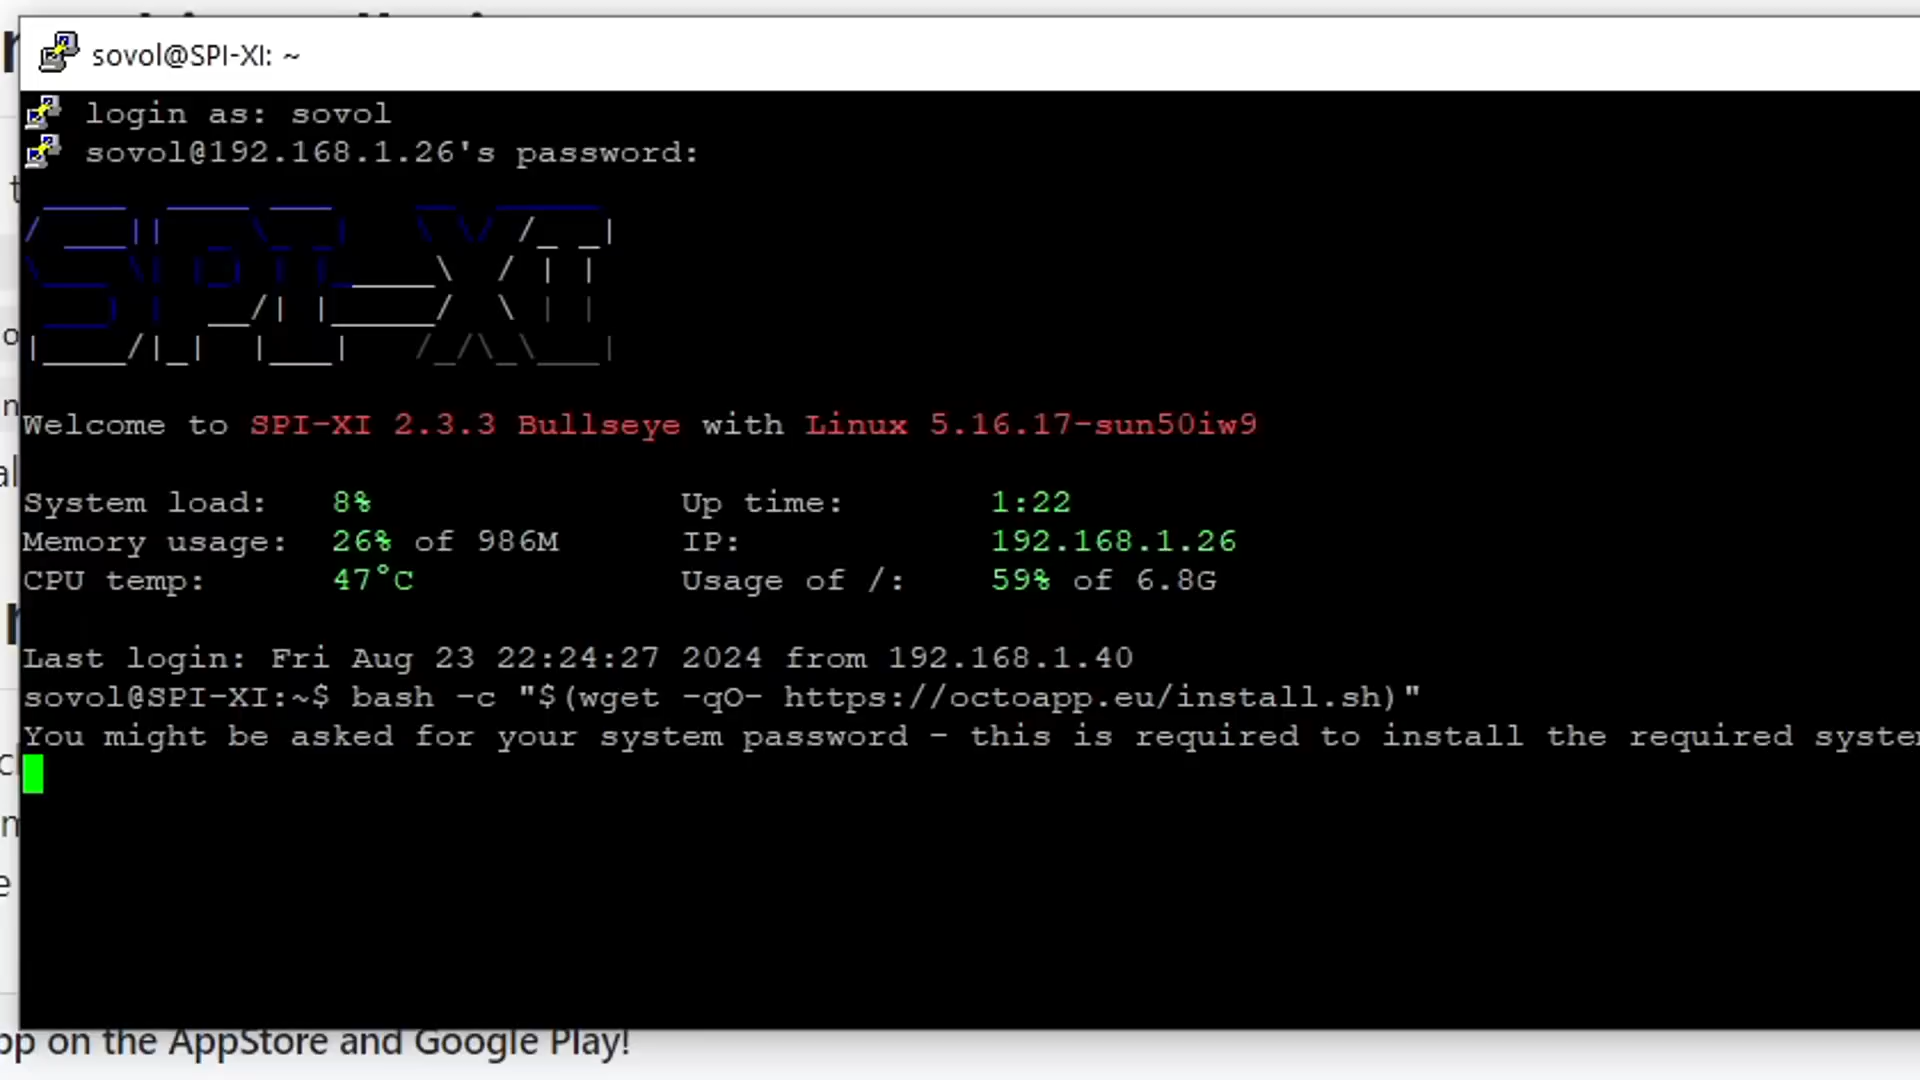 sovol@SPI-XI: ~
login as: sovol
sovol@192.168.1.26's password:
SPI-XI
Welcome to SPI-XI 2.3.3 Bullseye with Linux 5.16.17-sun50iw9
System load: 8% Up time: 1:22
Memory usage: 26% of 986M IP: 192.168.1.26
CPU temp: 47°C Usage of /: 59% of 6.8G
Last login: Fri Aug 23 22:24:27 2024 from 192.168.1.40
sovol@SPI-XI:~$ bash -c "$(wget -qO- https://octoapp.eu/install.sh)"
You might be asked for your system password - this is required to install the required system
on the AppStore and Google Play!